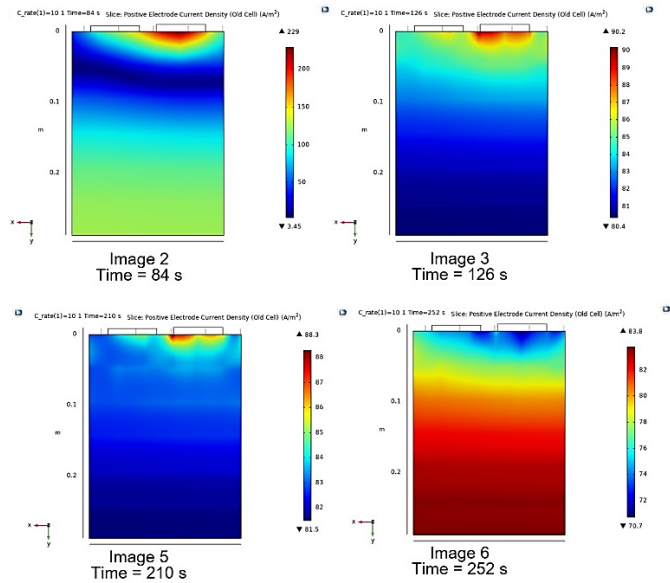 C_rate(1)=10 1 Time=84 s   Slice: Positive Electrode Current Density (Old Cell) (A/m²)
▲ 229
0
0.1
m
0.2
200
150
100
50
▼ 3.45
x
z
y
Image 2
Time = 84 s
C_rate(1)=10 1 Time=126 s   Slice: Positive Electrode Current Density (Old Cell) (A/m²)
▲ 90.2
0
0.1
m
0.2
90
89
88
87
86
85
84
83
82
81
▼ 80.4
x
z
y
Image 3
Time = 126 s
C_rate(1)=10 1 Time=210 s   Slice: Positive Electrode Current Density (Old Cell) (A/m²)
▲ 88.3
0
0.1
m
0.2
88
87
86
85
84
83
82
▼ 81.5
x
z
y
Image 5
Time = 210 s
C_rate(1)=10 1 Time=252 s   Slice: Positive Electrode Current Density (Old Cell) (A/m²)
▲ 83.8
0
0.1
m
0.2
82
80
78
76
74
72
▼ 70.7
x
z
y
Image 6
Time = 252 s